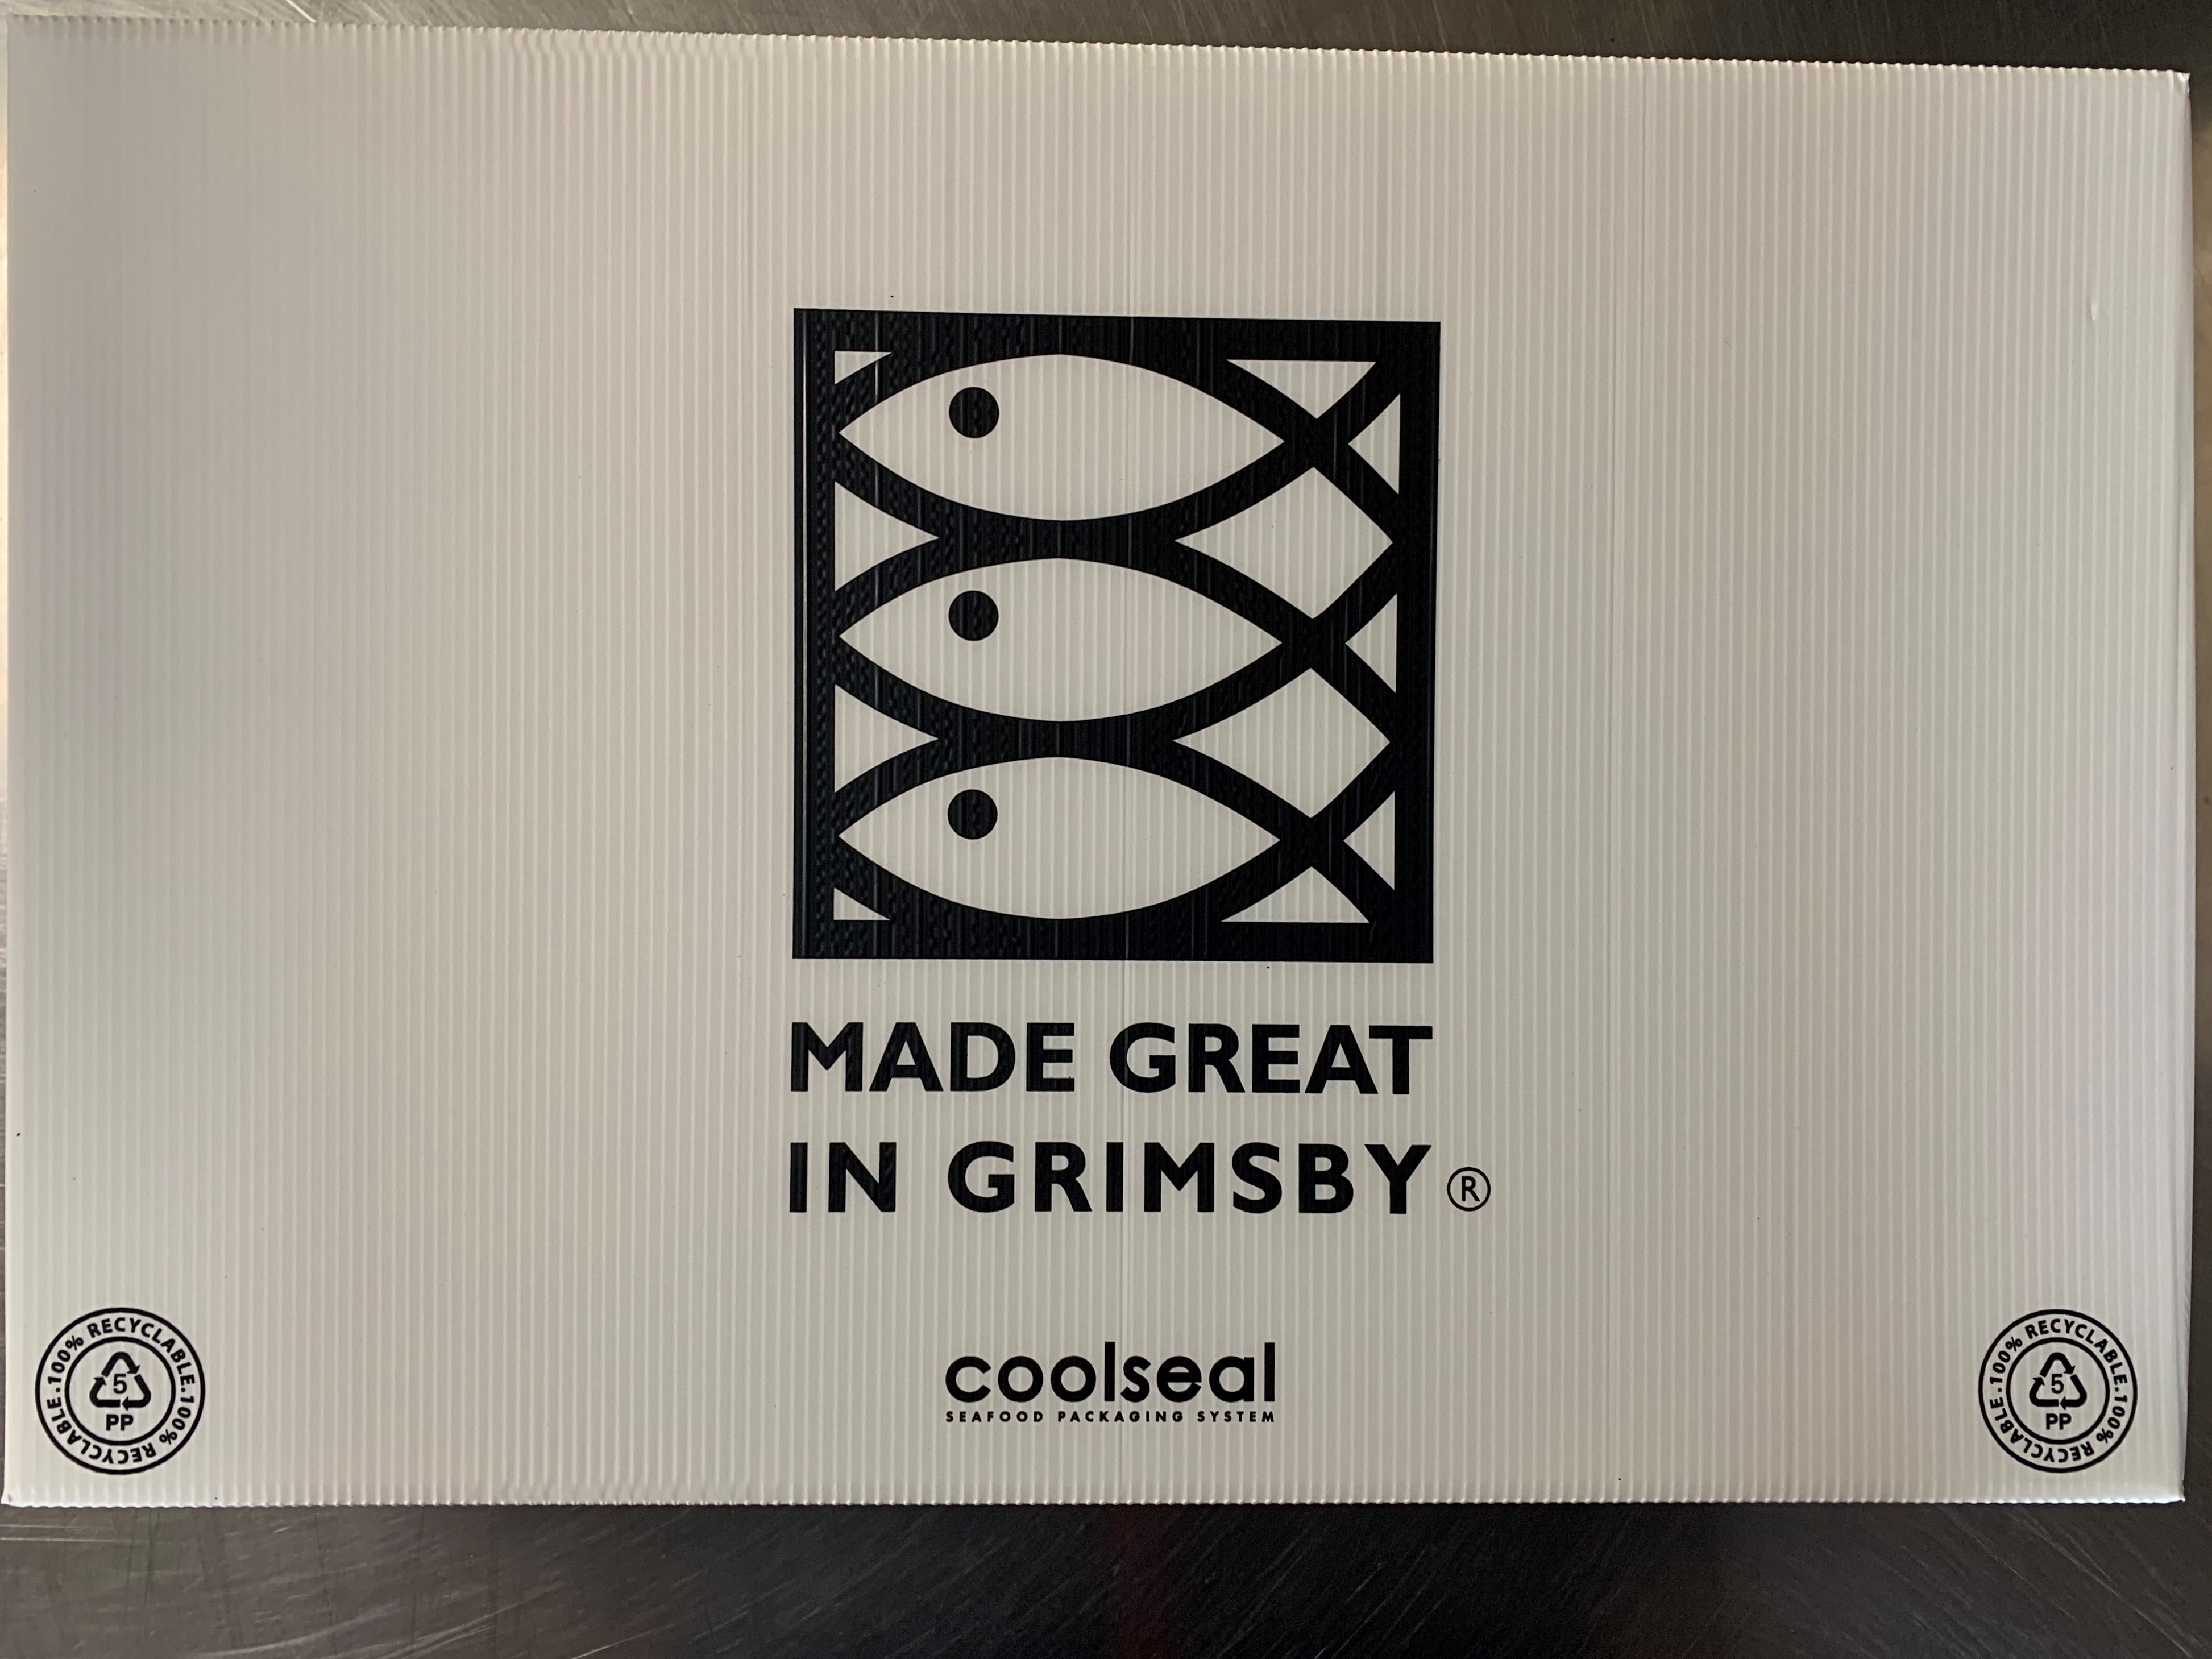 MADE GREAT
IN GRIMSBY®
100% RECYCLABLE.100% RECYCLABLE.
5
PP
coolseal
SEAFOOD PACKAGING SYSTEM
100% RECYCLABLE.100% RECYCLABLE.
5
PP